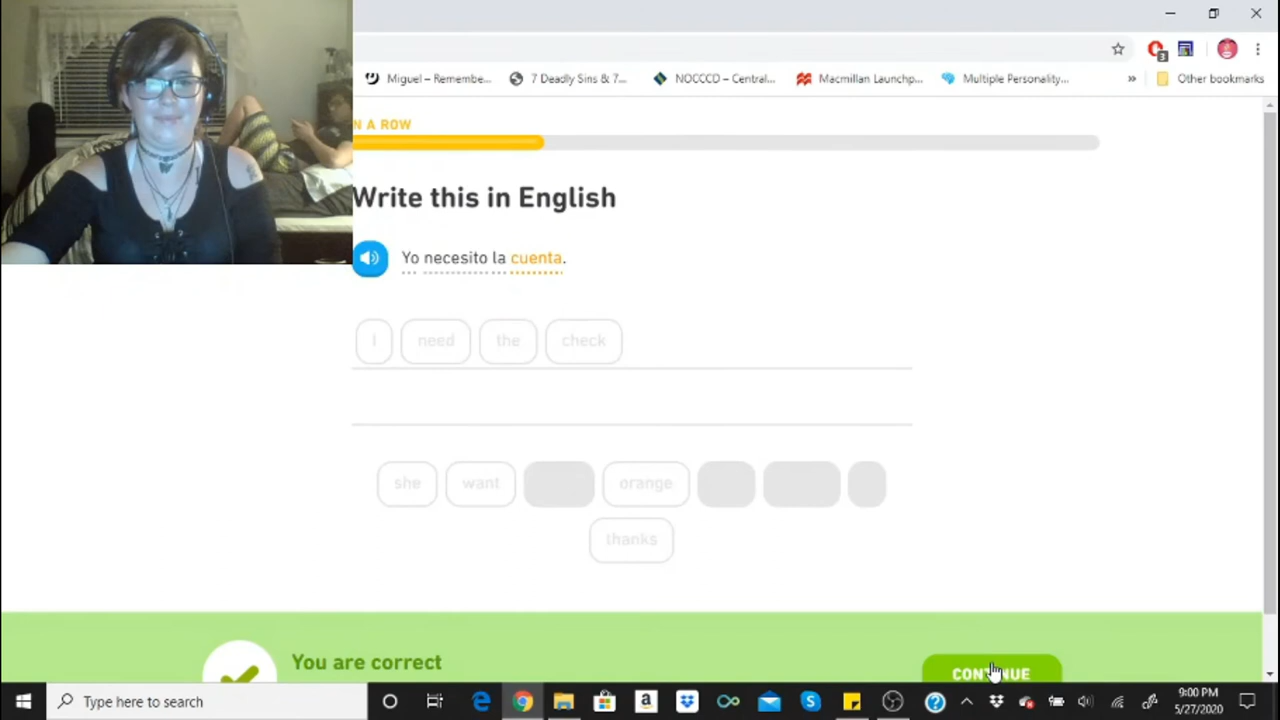 Miguel – Remembe...
7 Deadly Sins & 7...
NOCCCD – Central...
Macmillan Launchp...
Multiple Personality...
»
Other bookmarks
3
N A ROW
Write this in English
Yo necesito la cuenta.
I need the check
she want orange
thanks
You are correct
CONTINUE
Type here to search
9:00 PM
5/27/2020